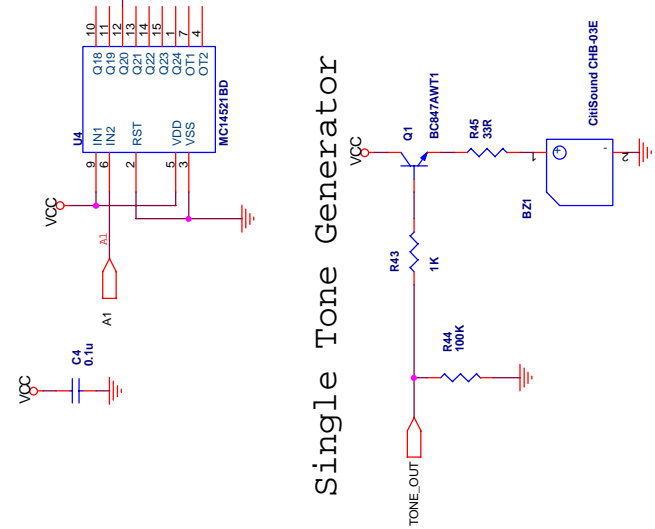 VCC
C4
0.1u
A1
A1
VCC
U4
9
IN1
6
IN2
2
RST
5
VDD
3
VSS
MC14521BD
Q18
10
Q19
11
Q20
12
Q21
13
Q22
14
Q23
15
Q24
1
OT1
7
OT2
4
Single Tone Generator
TONE_OUT
R44
100K
R43
1K
VCC
Q1
BC847AWT1
R45
33R
BZ1
1
+
-
2
CitiSound CHB-03E